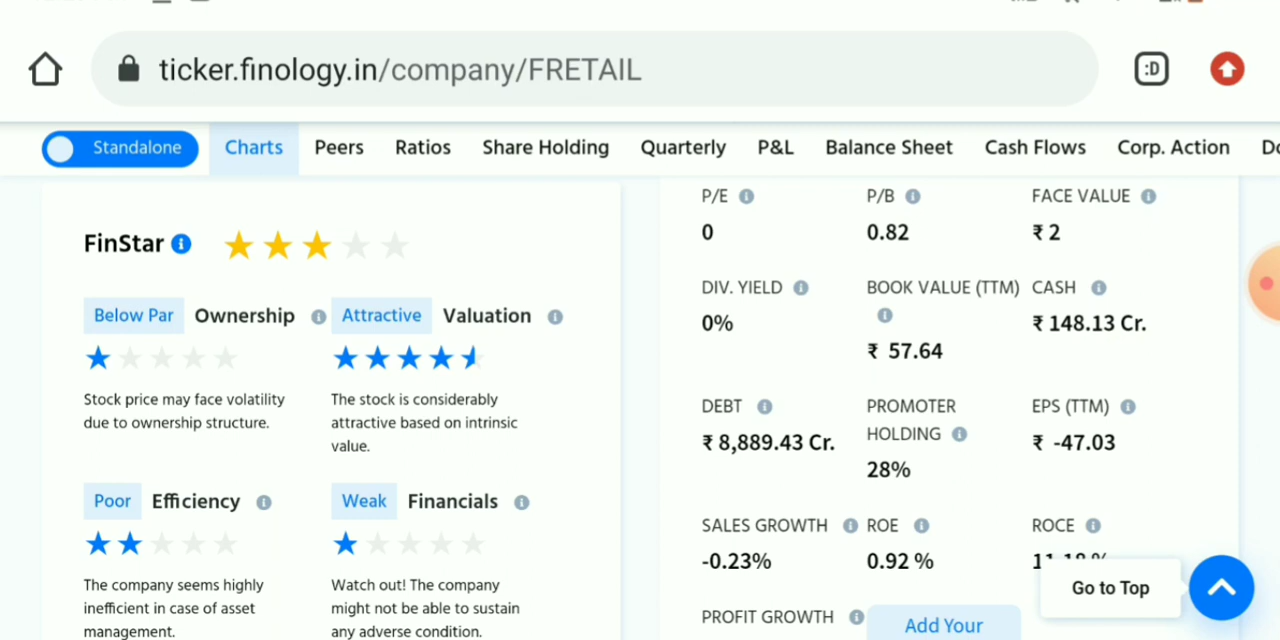 ticker.finology.in/company/FRETAIL
:D
Standalone Charts Peers Ratios Share Holding Quarterly P&L Balance Sheet Cash Flows Corp. Action
FinStar
Below Par Ownership
Stock price may face volatility
due to ownership structure.
Attractive Valuation
The stock is considerably
attractive based on intrinsic
value.
Poor Efficiency
The company seems highly
inefficient in case of asset
management.
Weak Financials
Watch out! The company
might not be able to sustain
any adverse condition.
P/E
0
P/B
0.82
FACE VALUE
₹ 2
DIV. YIELD
0%
BOOK VALUE (TTM)
₹ 57.64
CASH
₹ 148.13 Cr.
DEBT
₹ 8,889.43 Cr.
PROMOTER
HOLDING
28%
EPS (TTM)
₹ -47.03
SALES GROWTH
-0.23%
ROE
0.92 %
ROCE
PROFIT GROWTH
Add Your
Go to Top